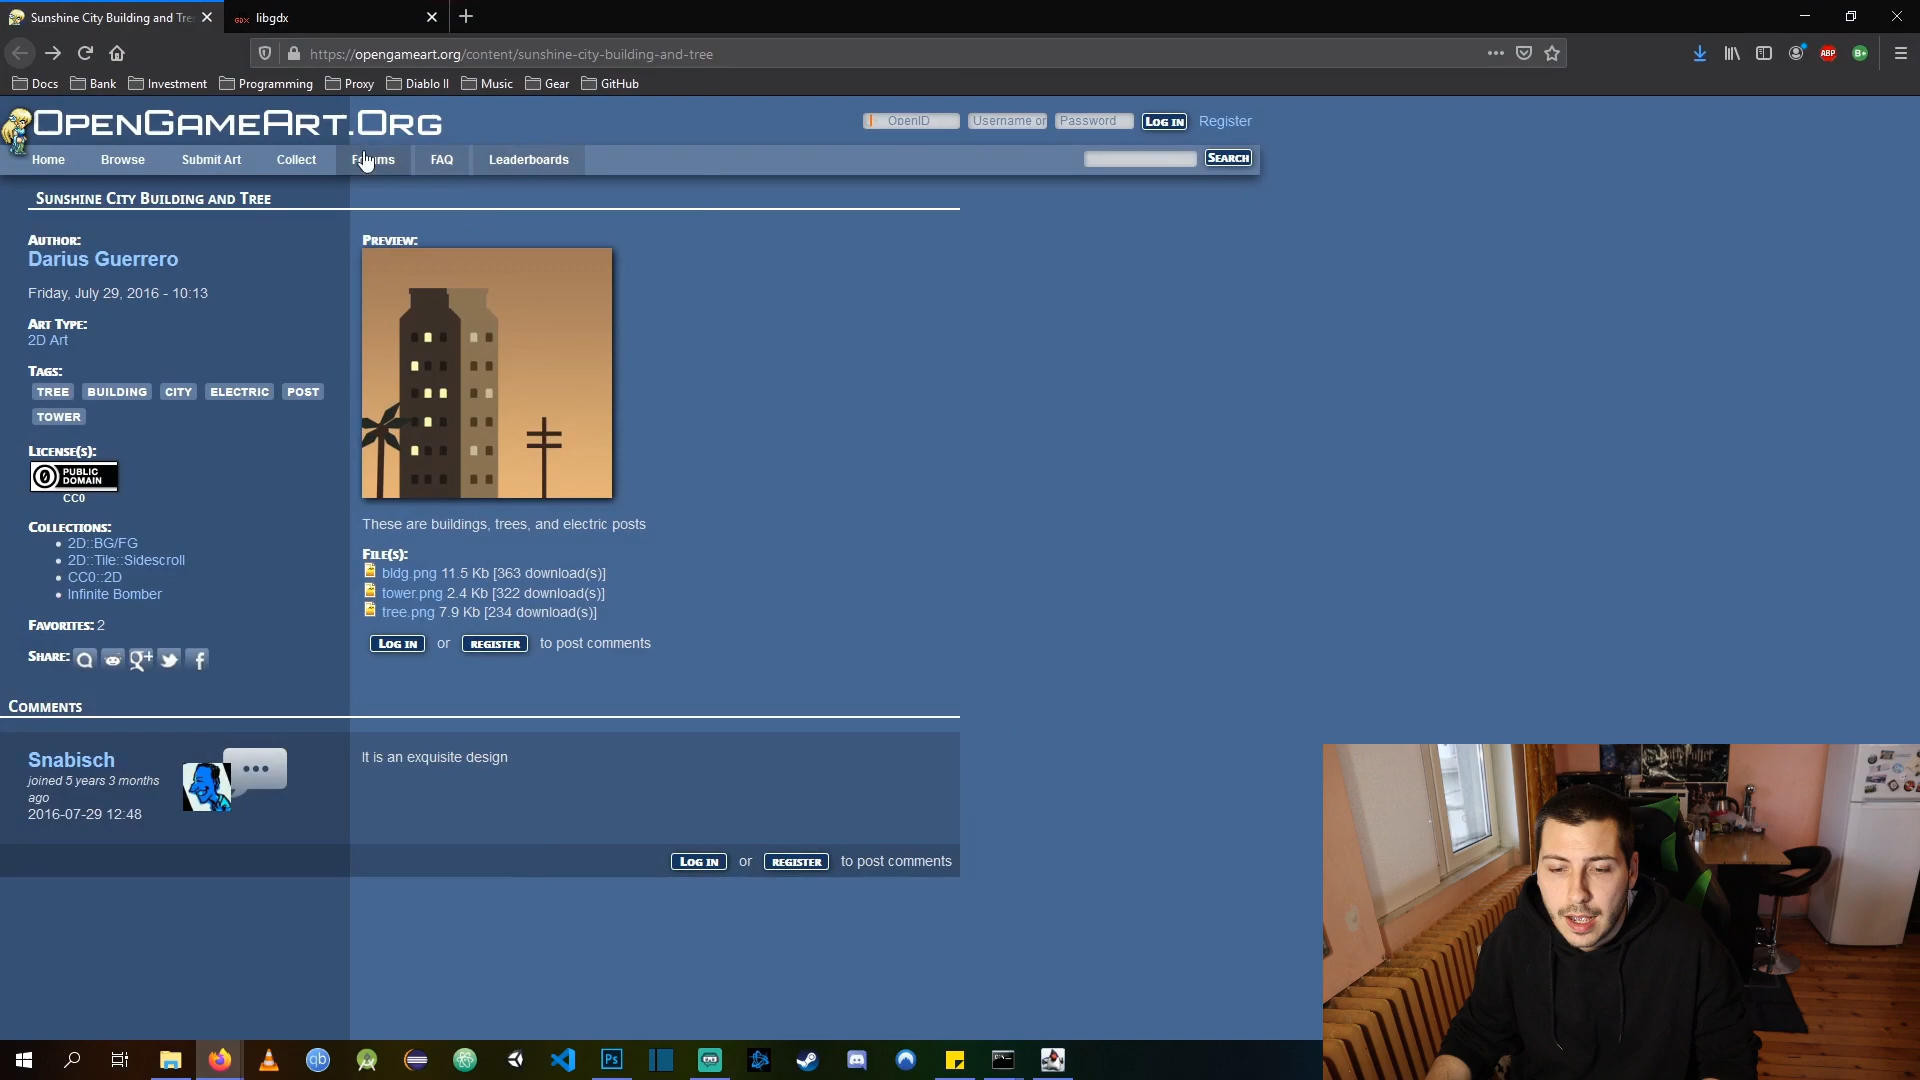 Sunshine City Building and Tre
libgdx
https://opengameart.org/content/sunshine-city-building-and-tree
Docs
Bank
Investment
Programming
Proxy
Diablo II
Music
Gear
GitHub
OpenGameArt.Org
OpenID
Username or
Password
Log in
Register
Home
Browse
Submit Art
Collect
Forums
FAQ
Leaderboards
Search
Sunshine City Building and Tree
Author:
Darius Guerrero
Friday, July 29, 2016 - 10:13
Art Type:
2D Art
Tags:
TREE BUILDING CITY ELECTRIC POST
TOWER
License(s):
PUBLIC
DOMAIN
CC0
Collections:
2D::BG/FG
2D::Tile::Sidescroll
CC0::2D
Infinite Bomber
Favorites: 2
Share:
Preview:
These are buildings, trees, and electric posts
File(s):
bldg.png 11.5 Kb [363 download(s)]
tower.png 2.4 Kb [322 download(s)]
tree.png 7.9 Kb [234 download(s)]
Log in or register to post comments
Comments
Snabisch
joined 5 years 3 months
ago
2016-07-29 12:48
It is an exquisite design
Log in or register to post comments